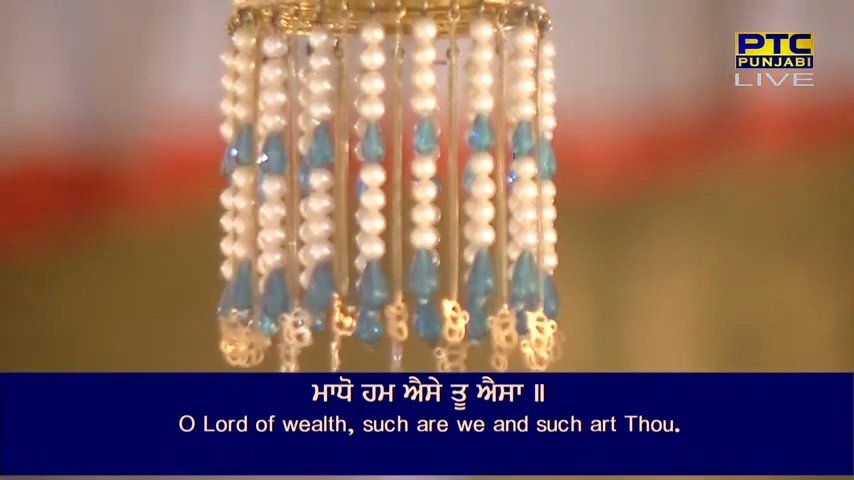 PTC
PUNJABI
LIVE
ਮਾਧੋ ਹਮ ਐਸੇ ਤੂ ਐਸਾ ॥
O Lord of wealth, such are we and such art Thou.